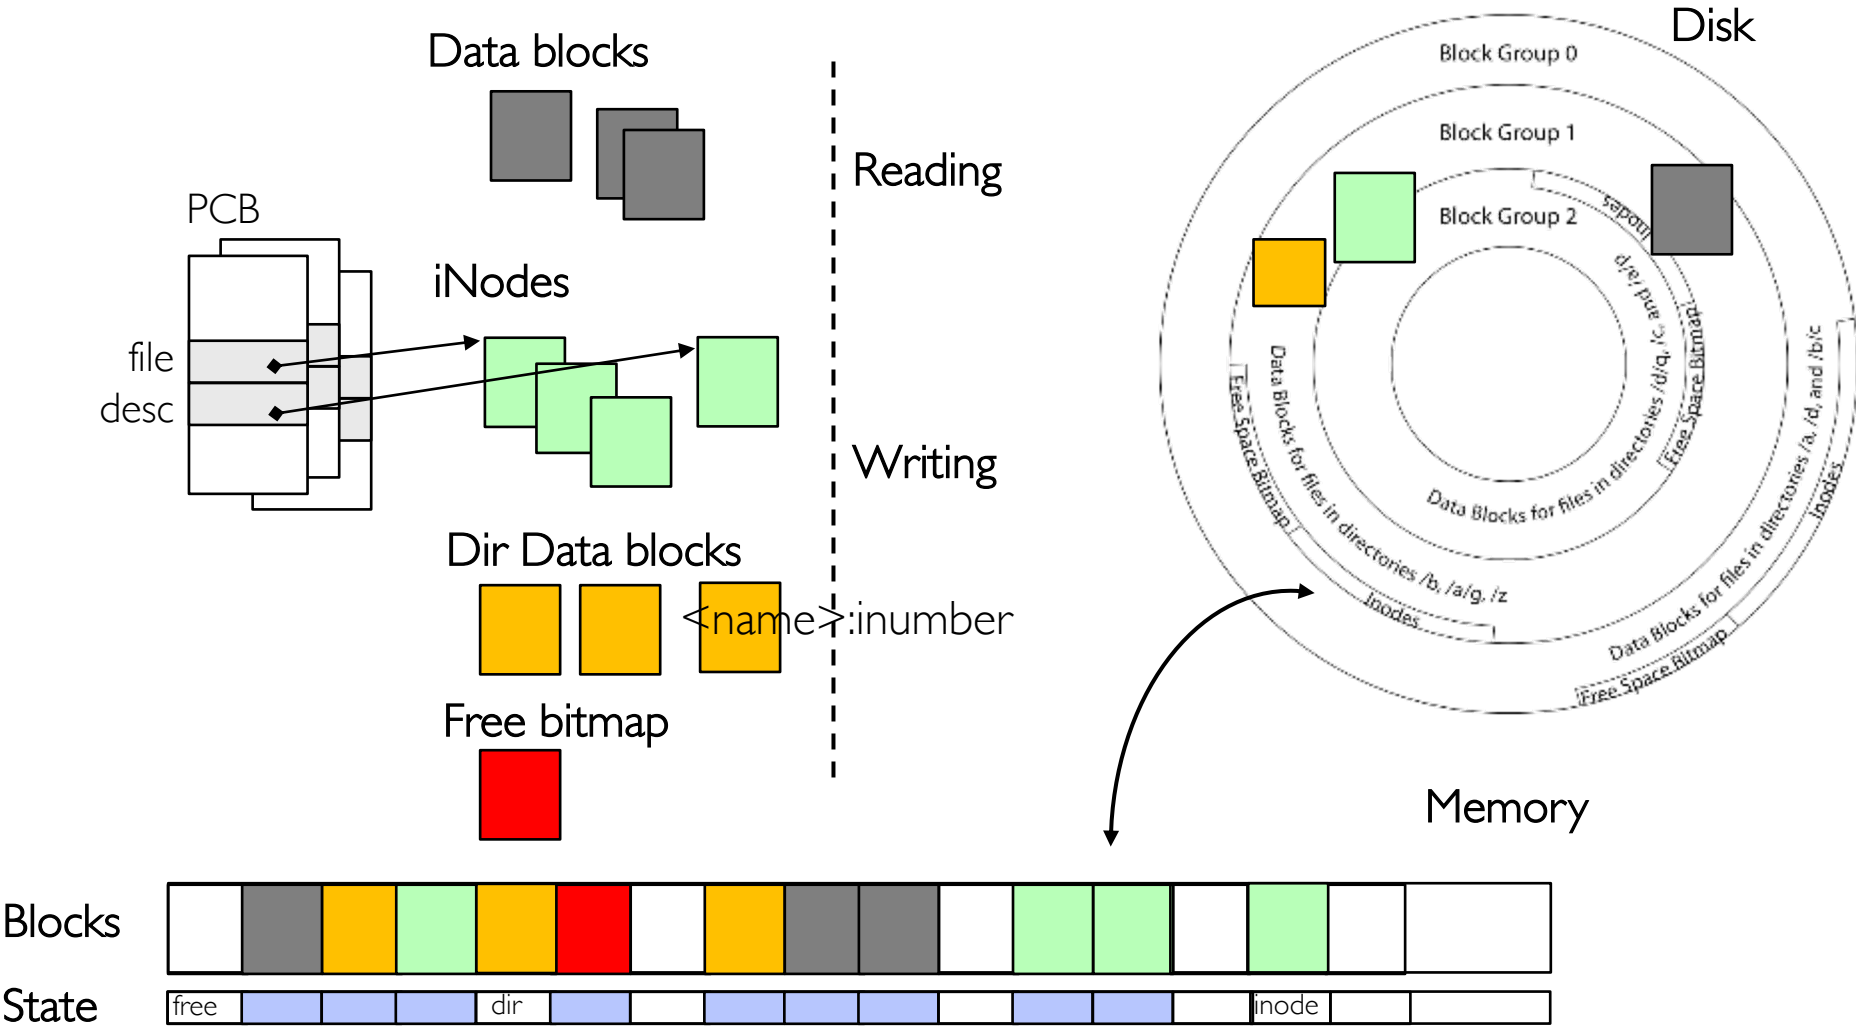 Data blocks
Disk
Block Group 0
Block Group 1
Reading
PCB
Inodes
Block Group 2
iNodes
Data Blocks for files in directories /d/q, /c, and /a/p
Free Space Bitmap
file
desc
Free Space Bitmap
Data Blocks for files in directories /b, /a/g, /z
Inodes
Data Blocks for files in directories /a, /d, and /b/c
Inodes
Free Space Bitmap
Writing
Dir Data blocks
<name>:inumber
Free bitmap
Memory
Blocks
State
free
dir
inode